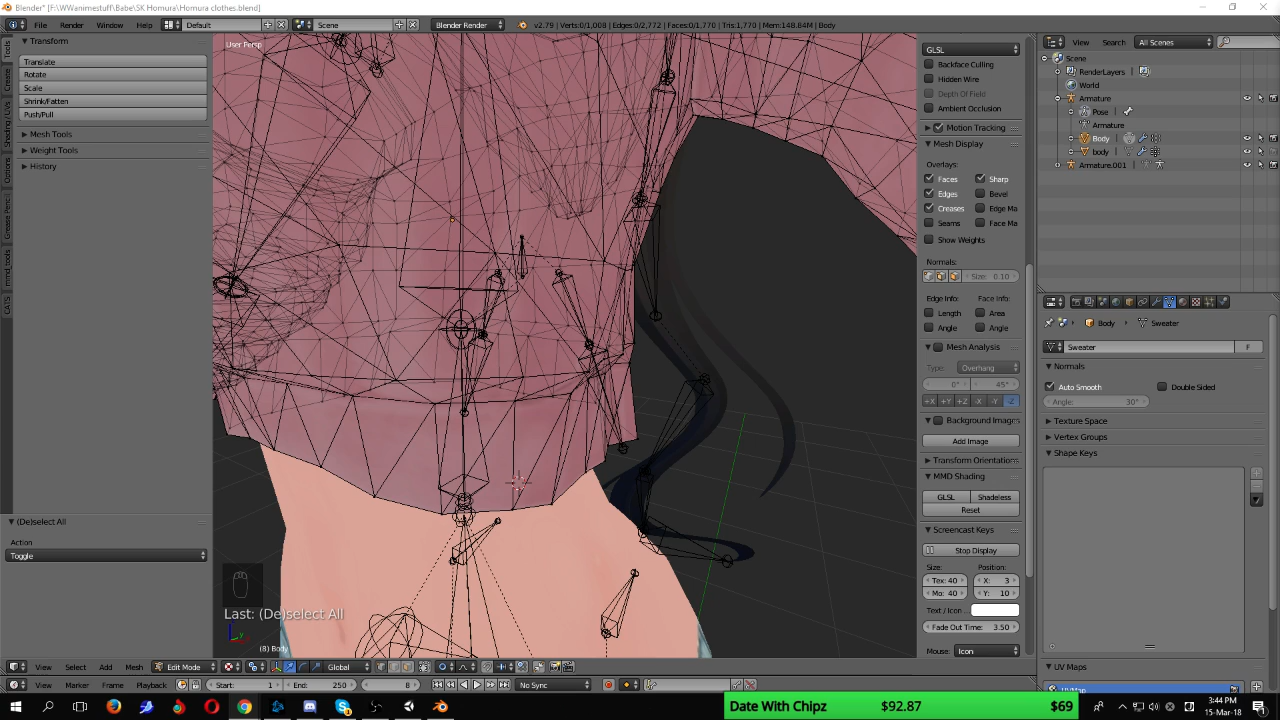 Blender* [F:\WWanimestuff\Babe\SK Homura\Homura clothes.blend]
File Render Window Help Default Scene Blender Render v2.79 | Verts:0/1,008 | Edges:0/2,772 | Faces:0/1,770 | Tris:1,770 | Mem:148.84M | Body
Transform
Translate
Rotate
Scale
Shrink/Fatten
Push/Pull
Mesh Tools
Weight Tools
History
Tools
Create
Shading / UVs
Options
Grease Pencil
mmd_tools
CATS
(De)select All
Action
Toggle
User Persp
Last: (De)select All
(8) Body
GLSL
Backface Culling
Hidden Wire
Depth Of Field
Ambient Occlusion
Motion Tracking
Mesh Display
Overlays:
Faces Sharp
Edges Bevel
Creases Edge Ma
Seams Face Ma
Show Weights
Normals:
Size: 0.10
Edge Info: Face Info:
Length Area
Angle Angle
Mesh Analysis
Type: Overhang
0° 45°
+X +Y +Z -X -Y -Z
Background Images
Add Image
Transform Orientations
MMD Shading
GLSL Shadeless
Reset
Screencast Keys
Stop Display
Size: Position:
Tex: 40 X: 3
Mo: 40 Y: 10
Text / Icon
Fade Out Time: 3.50
Mouse: Icon
View Search All Scenes
Scene
RenderLayers
World
Armature
Pose
Armature
Body
body
Armature.001
Body Sweater
Sweater F
Normals
Auto Smooth Double Sided
Angle: 30°
Texture Space
Vertex Groups
Shape Keys
UV Maps
UVMap
View Select Add Mesh Edit Mode Global
View Marker Frame Playback Start: 1 End: 250 8 No Sync
Date With Chipz $92.87 $69
3:44 PM
15-Mar-18